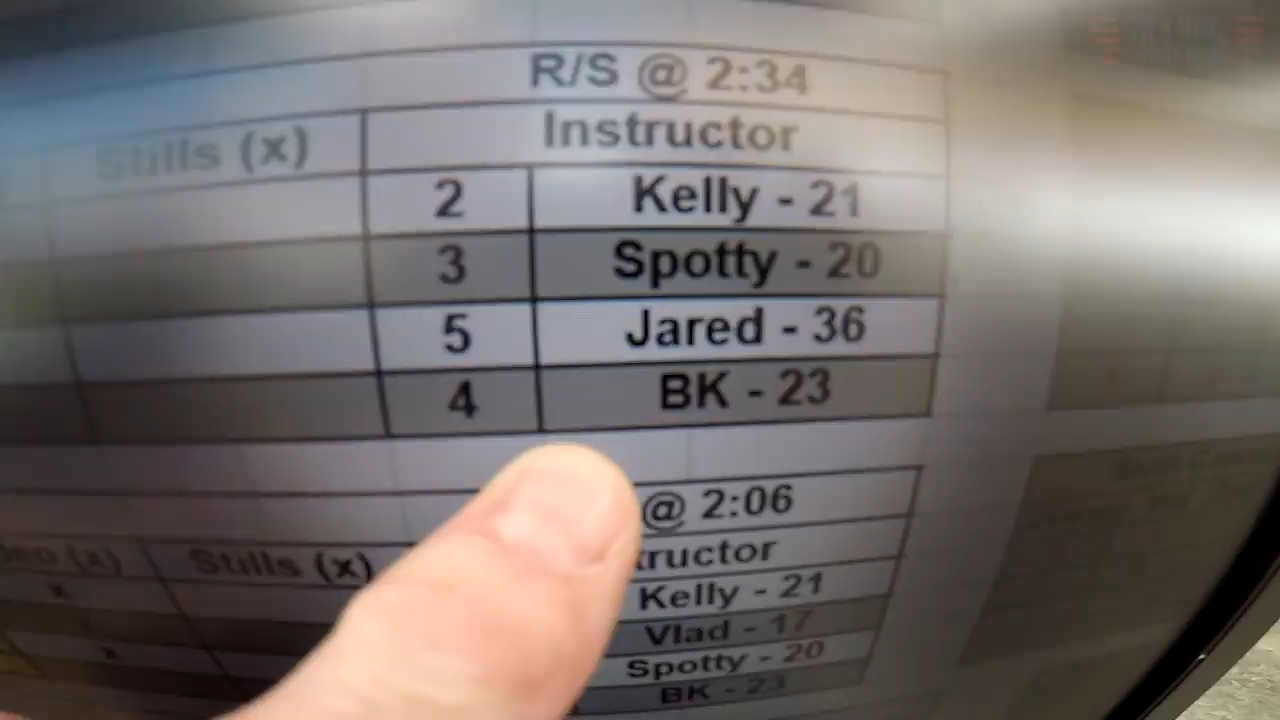 R/S @ 2:34
Stills (x) Instructor
2 Kelly - 21
3 Spotty - 20
5 Jared - 36
4 BK - 23
@ 2:06
(x) Stills (x) tructor
x Kelly - 21
Vlad - 17
x Spotty - 20
BK - 23